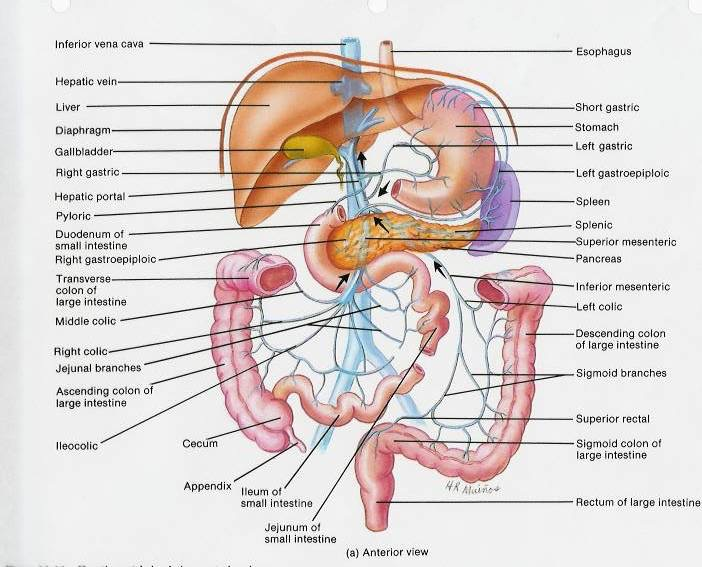 Inferior vena cava
Hepatic vein
Liver
Diaphragm
Gallbladder
Right gastric
Hepatic portal
Pyloric
Duodenum of
small intestine
Right gastroepiploic
Transverse
colon of
large intestine
Middle colic
Right colic
Jejunal branches
Ascending colon of
large intestine
Ileocolic
Cecum
Appendix
Ileum of
small intestine
Jejunum of
small intestine
Esophagus
Short gastric
Stomach
Left gastric
Left gastroepiploic
Spleen
Splenic
Superior mesenteric
Pancreas
Inferior mesenteric
Left colic
Descending colon
of large intestine
Sigmoid branches
Superior rectal
Sigmoid colon of
large intestine
HR Muiños
Rectum of large intestine
(a) Anterior view